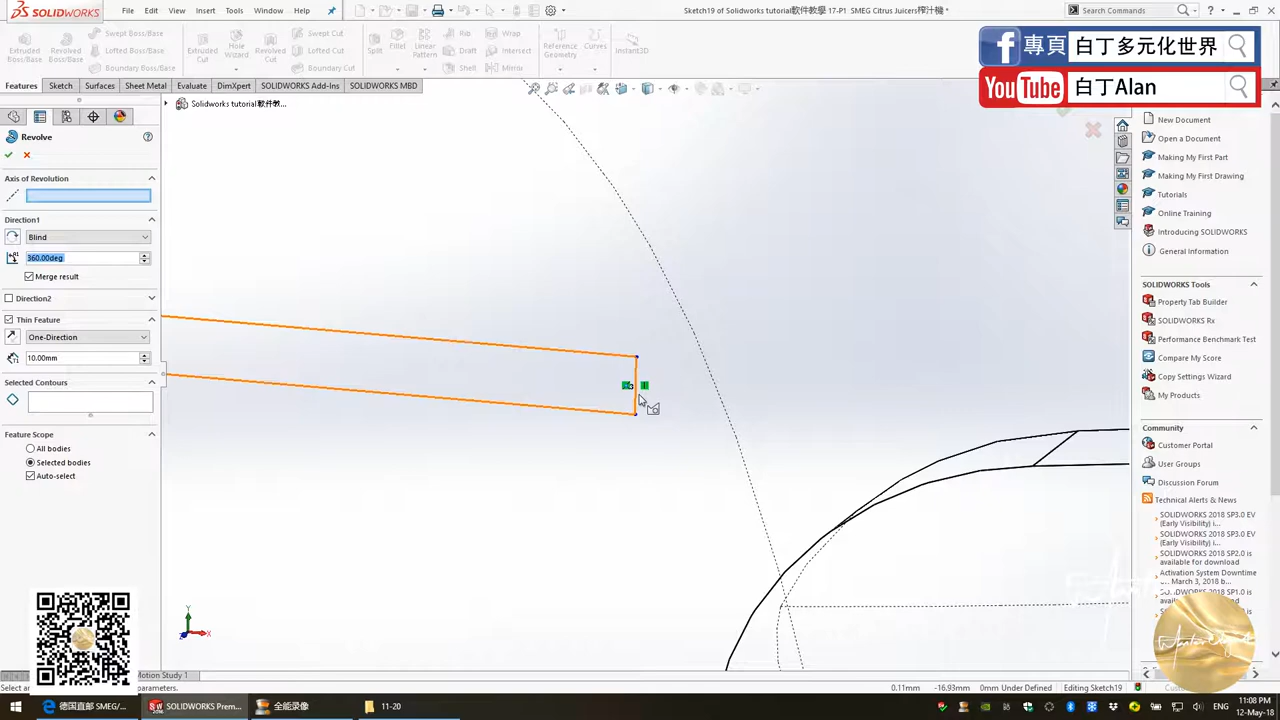 SOLIDWORKS
File
Edit
View
Insert
Tools
Window
Help
Sketch19 of Solidworks tutorial軟件教學 17-P1 SMEG Citrus Juicers榨汁機 *
Search Commands
Extruded Boss/Base
Revolved Boss/Base
Swept Boss/Base
Lofted Boss/Base
Boundary Boss/Base
Extruded Cut
Hole Wizard
Revolved Cut
Swept Cut
Lofted Cut
Boundary Cut
Split
Fillet
Linear Pattern
Rib
Draft
Shell
Wrap
Intersect
Mirror
Reference Geometry
Curves
Instant3D
f 專頁 白丁多元化世界
YouTube 白丁Alan
Features
Sketch
Surfaces
Sheet Metal
Evaluate
DimXpert
SOLIDWORKS Add-Ins
SOLIDWORKS MBD
Solidworks tutorial軟件教...
Revolve
Axis of Revolution
Direction1
Blind
360.00deg
Merge result
Direction2
Thin Feature
One-Direction
10.00mm
Selected Contours
Feature Scope
All bodies
Selected bodies
Auto-select
New Document
Open a Document
Making My First Part
Making My First Drawing
Tutorials
Online Training
Introducing SOLIDWORKS
General Information
SOLIDWORKS Tools
Property Tab Builder
SOLIDWORKS Rx
Performance Benchmark Test
Compare My Score
Copy Settings Wizard
My Products
Community
Customer Portal
User Groups
Discussion Forum
Technical Alerts & News
SOLIDWORKS 2018 SP3.0 EV
(Early Visibility) i...
SOLIDWORKS 2018 SP3.0 EV
(Early Visibility) i...
SOLIDWORKS 2018 SP2.0 is
available for download
Activation System Downtime
- March 3, 2018 b...
Y
X
Motion Study 1
parameters.
0.11mm
-16.93mm
0mm Under Defined
Editing Sketch19
德国直邮 SMEG/...
SOLIDWORKS Prem...
全能录像
11-20
ENG
11:08 PM
12-May-18